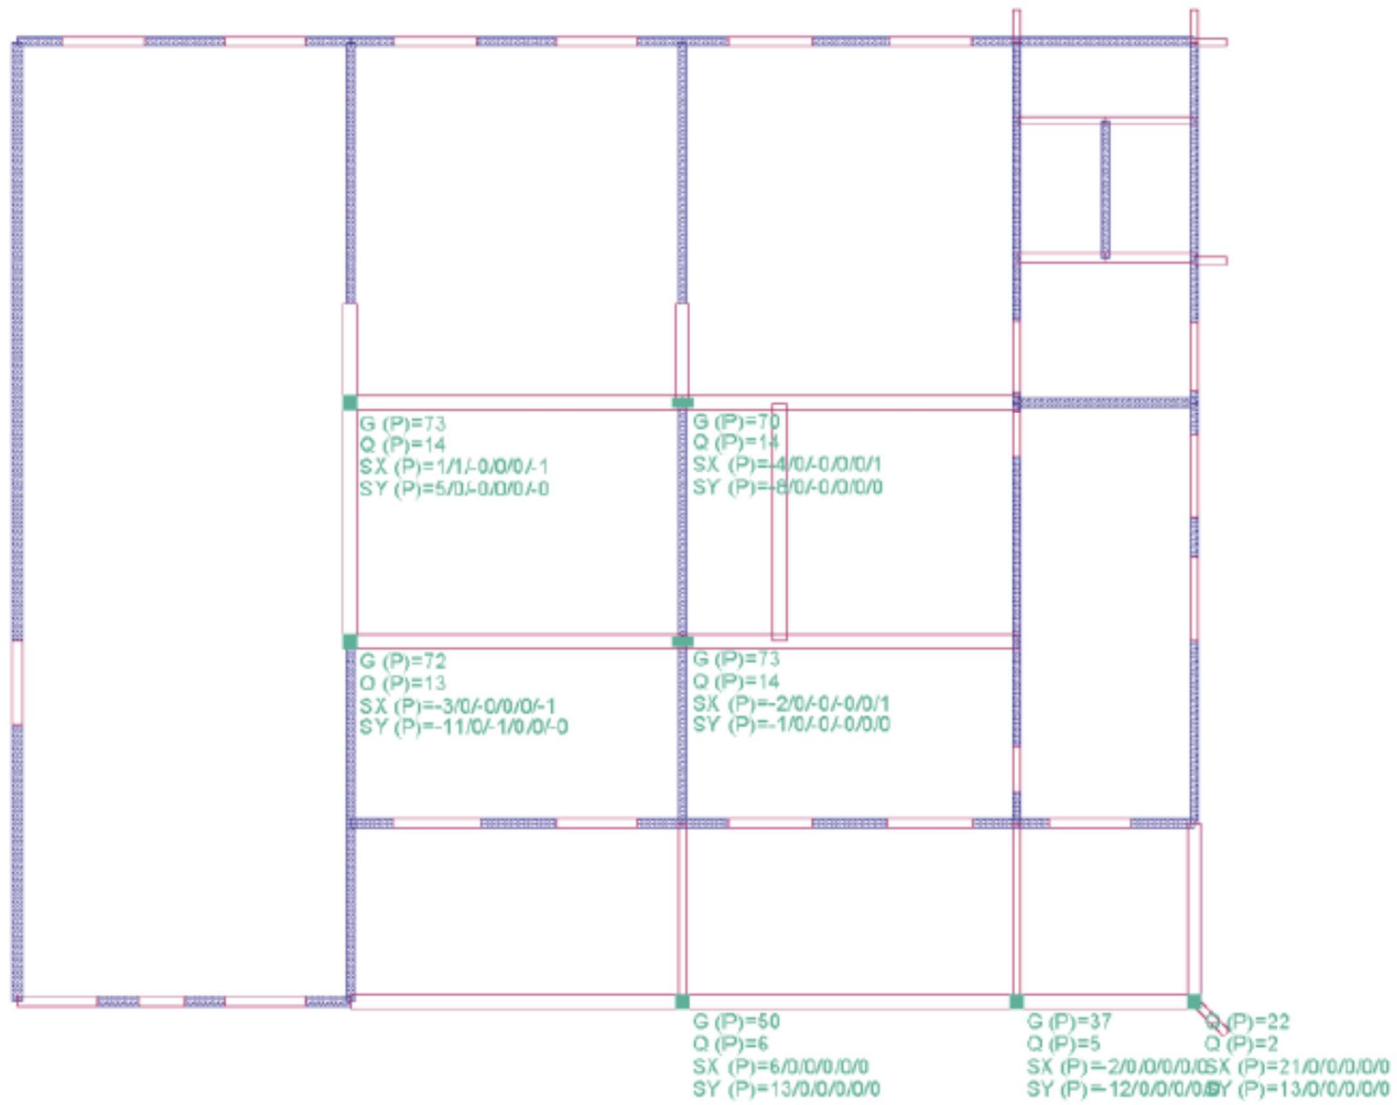 G (P)=73
Q (P)=14
SX (P)=1/1/-0/0/0/-1
SY (P)=5/0/-0/0/0/-0
G (P)=70
Q (P)=14
SX (P)=-4/0/-0/0/0/1
SY (P)=-8/0/-0/0/0/0
G (P)=72
Q (P)=13
SX (P)=-3/0/-0/0/0/-1
SY (P)=-11/0/-1/0/0/-0
G (P)=73
Q (P)=14
SX (P)=-2/0/-0/-0/0/1
SY (P)=-1/0/-0/-0/0/0
G (P)=50
Q (P)=6
SX (P)=6/0/0/0/0/0
SY (P)=13/0/0/0/0/0
G (P)=37
Q (P)=5
SX (P)=-2/0/0/0/0/0
SY (P)=-12/0/0/0/0/0
(P)=22
Q (P)=2
SX (P)=21/0/0/0/0/0
SY (P)=13/0/0/0/0/0